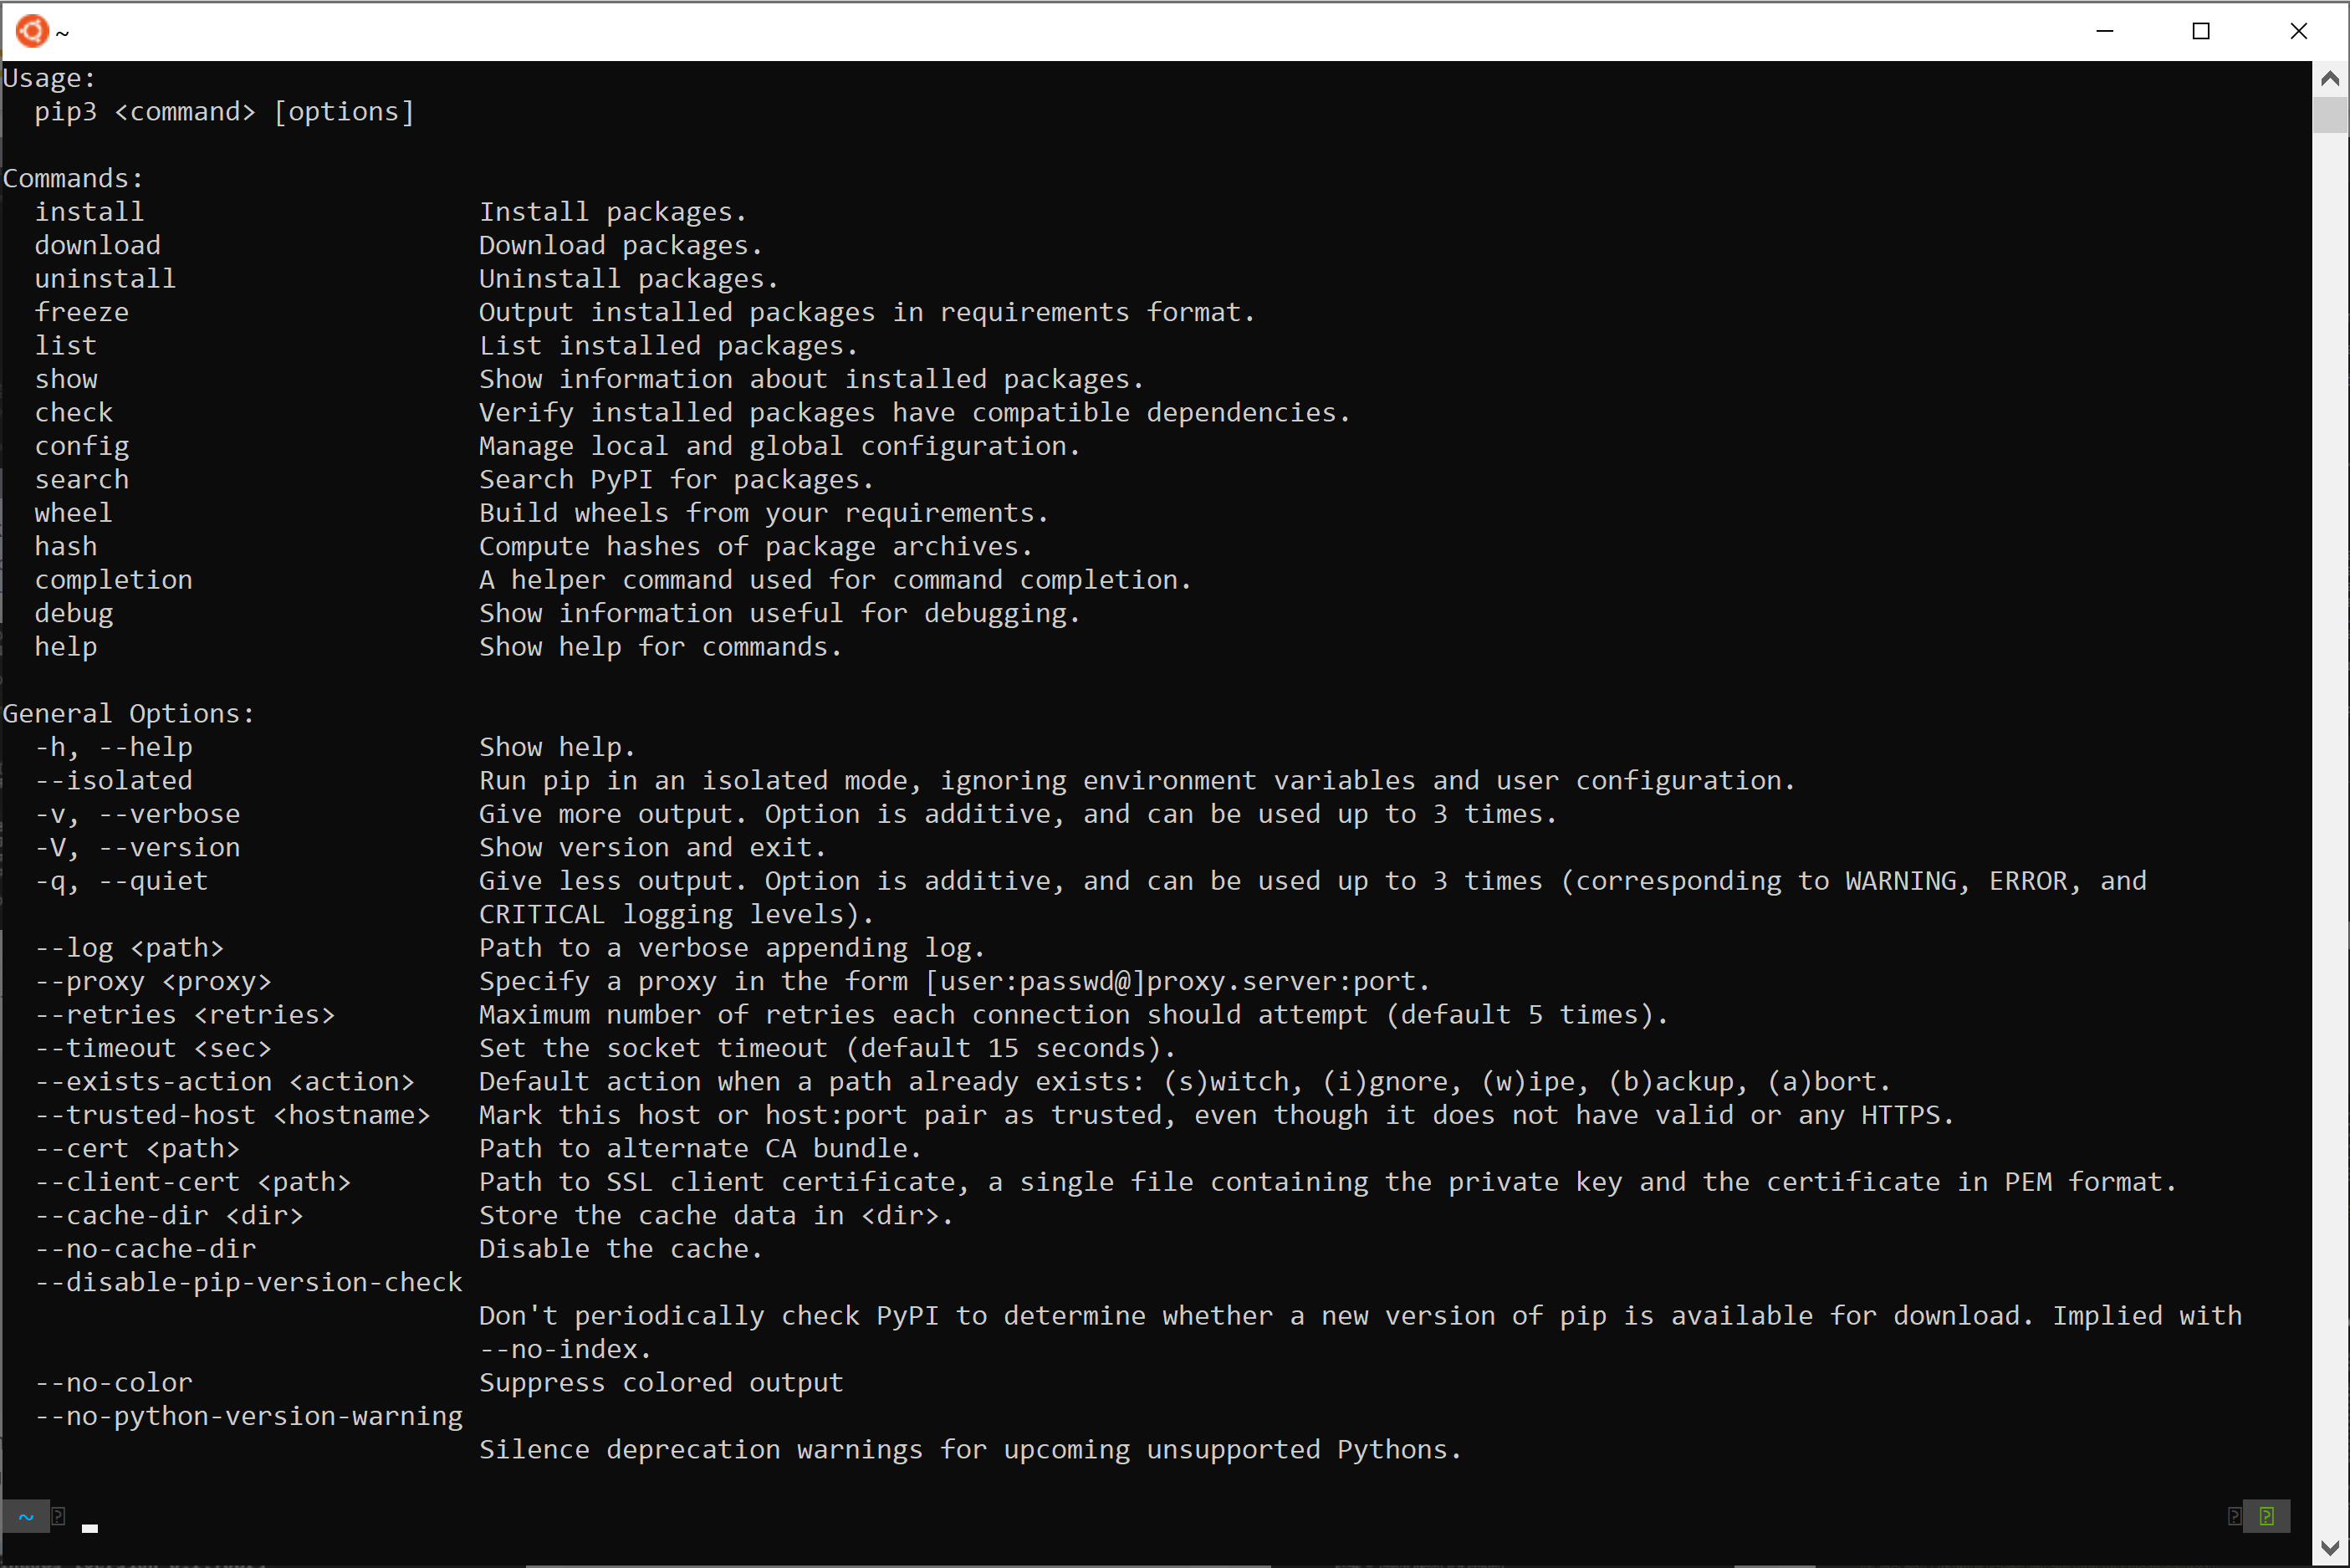 ~
Usage:
  pip3 <command> [options]

Commands:
  install                     Install packages.
  download                    Download packages.
  uninstall                   Uninstall packages.
  freeze                      Output installed packages in requirements format.
  list                        List installed packages.
  show                        Show information about installed packages.
  check                       Verify installed packages have compatible dependencies.
  config                      Manage local and global configuration.
  search                      Search PyPI for packages.
  wheel                       Build wheels from your requirements.
  hash                        Compute hashes of package archives.
  completion                  A helper command used for command completion.
  debug                       Show information useful for debugging.
  help                        Show help for commands.

General Options:
  -h, --help                  Show help.
  --isolated                  Run pip in an isolated mode, ignoring environment variables and user configuration.
  -v, --verbose               Give more output. Option is additive, and can be used up to 3 times.
  -V, --version               Show version and exit.
  -q, --quiet                 Give less output. Option is additive, and can be used up to 3 times (corresponding to WARNING, ERROR, and
                              CRITICAL logging levels).
  --log <path>                Path to a verbose appending log.
  --proxy <proxy>             Specify a proxy in the form [user:passwd@]proxy.server:port.
  --retries <retries>         Maximum number of retries each connection should attempt (default 5 times).
  --timeout <sec>             Set the socket timeout (default 15 seconds).
  --exists-action <action>    Default action when a path already exists: (s)witch, (i)gnore, (w)ipe, (b)ackup, (a)bort.
  --trusted-host <hostname>   Mark this host or host:port pair as trusted, even though it does not have valid or any HTTPS.
  --cert <path>               Path to alternate CA bundle.
  --client-cert <path>        Path to SSL client certificate, a single file containing the private key and the certificate in PEM format.
  --cache-dir <dir>           Store the cache data in <dir>.
  --no-cache-dir              Disable the cache.
  --disable-pip-version-check
                              Don't periodically check PyPI to determine whether a new version of pip is available for download. Implied with
                              --no-index.
  --no-color                  Suppress colored output
  --no-python-version-warning
                              Silence deprecation warnings for upcoming unsupported Pythons.

~